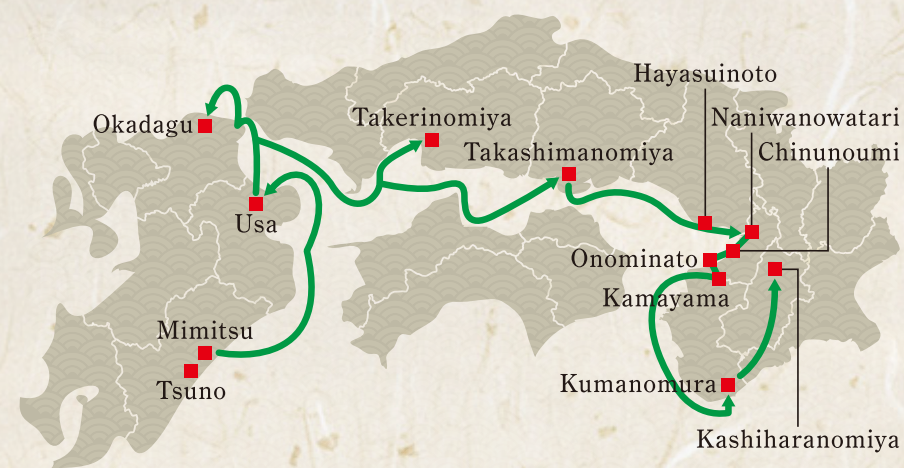 Hayasuinoto
Okadagu
Takerinomiya
Naniwanowatari
Takashimanomiya
Chinunoumi
Usa
Onominato
Kamayama
Mimitsu
Tsuno
Kumanomura
Kashiharanomiya